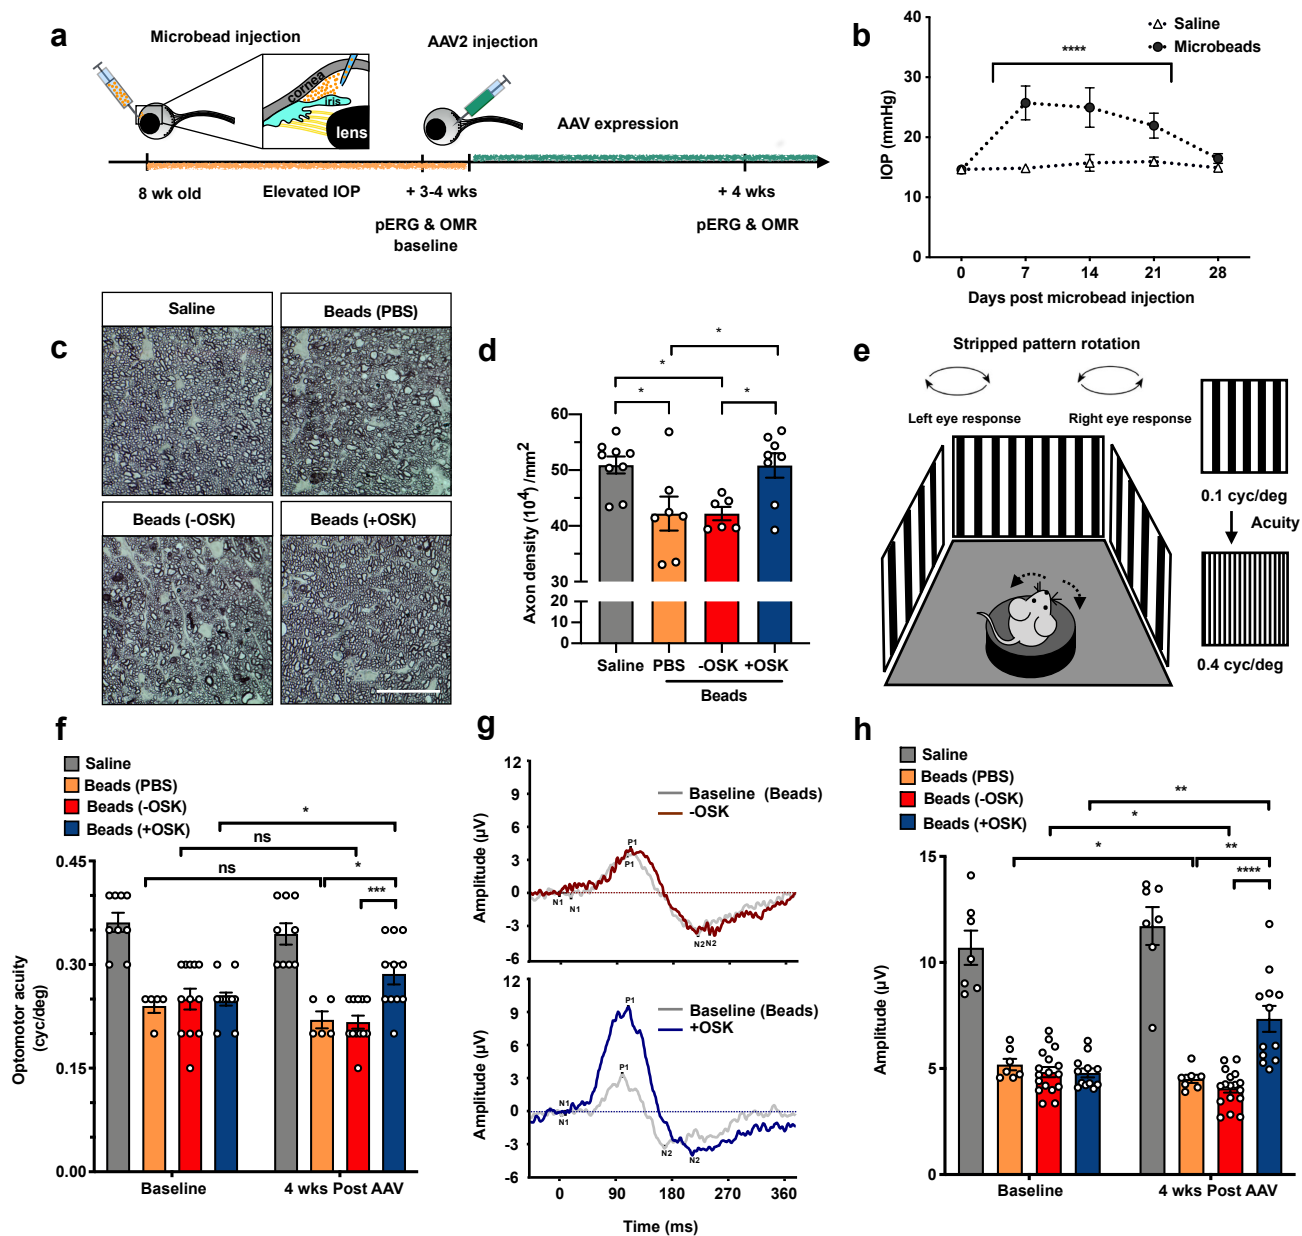 a
Microbead injection
AAV2 injection
cornea
iris
lens
AAV expression
8 wk old
Elevated IOP
+ 3-4 wks
+ 4 wks
pERG & OMR
baseline
pERG & OMR
b
Saline
Microbeads
****
IOP (mmHg)
40
30
20
10
0
0 7 14 21 28
Days post microbead injection
c
Saline
Beads (PBS)
Beads (-OSK)
Beads (+OSK)
d
*
*
*
*
Axon density (10⁴) /mm²
60
50
40
30
20
10
0
Saline PBS -OSK +OSK
Beads
e
Stripped pattern rotation
Left eye response
Right eye response
0.1 cyc/deg
Acuity
0.4 cyc/deg
f
Saline
Beads (PBS)
Beads (-OSK)
Beads (+OSK)
*
ns
ns
*
***
Optomotor acuity
(cyc/deg)
0.45
0.30
0.15
0.00
Baseline
4 wks Post AAV
g
Amplitude (μV)
12
9
6
3
0
-3
-6
Baseline (Beads)
-OSK
P1
P1
N1
N1
N2 N2
Amplitude (μV)
12
9
6
3
0
-3
-6
Baseline (Beads)
+OSK
P1
P1
N1
N1
N2
N2
0 90 180 270 360
Time (ms)
h
Saline
Beads (PBS)
Beads (-OSK)
Beads (+OSK)
**
*
*
**
****
Amplitude (μV)
15
10
5
0
Baseline
4 wks Post AAV